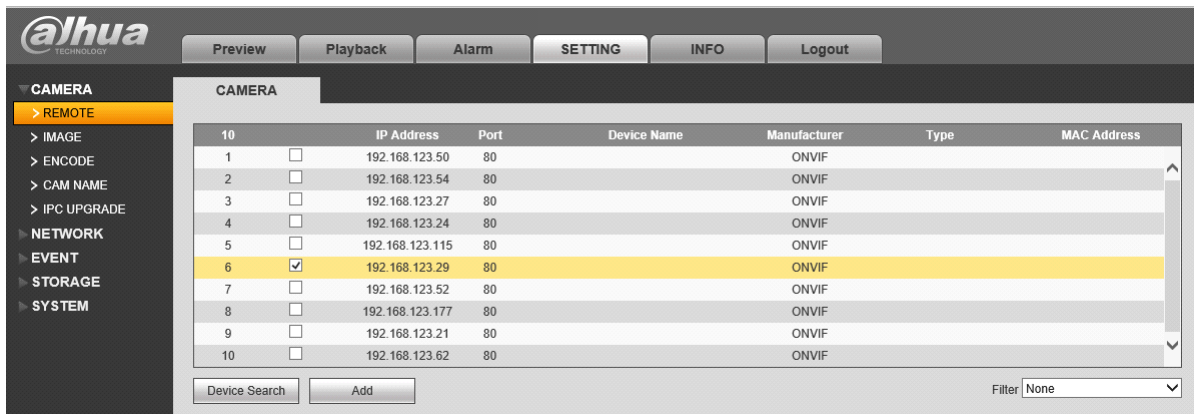 alhua
TECHNOLOGY
Preview Playback Alarm SETTING INFO Logout
CAMERA
> REMOTE
> IMAGE
> ENCODE
> CAM NAME
> IPC UPGRADE
NETWORK
EVENT
STORAGE
SYSTEM
CAMERA
10 IP Address Port Device Name Manufacturer Type MAC Address
1 192.168.123.50 80 ONVIF
2 192.168.123.54 80 ONVIF
3 192.168.123.27 80 ONVIF
4 192.168.123.24 80 ONVIF
5 192.168.123.115 80 ONVIF
6 192.168.123.29 80 ONVIF
7 192.168.123.52 80 ONVIF
8 192.168.123.177 80 ONVIF
9 192.168.123.21 80 ONVIF
10 192.168.123.62 80 ONVIF
Device Search Add Filter None